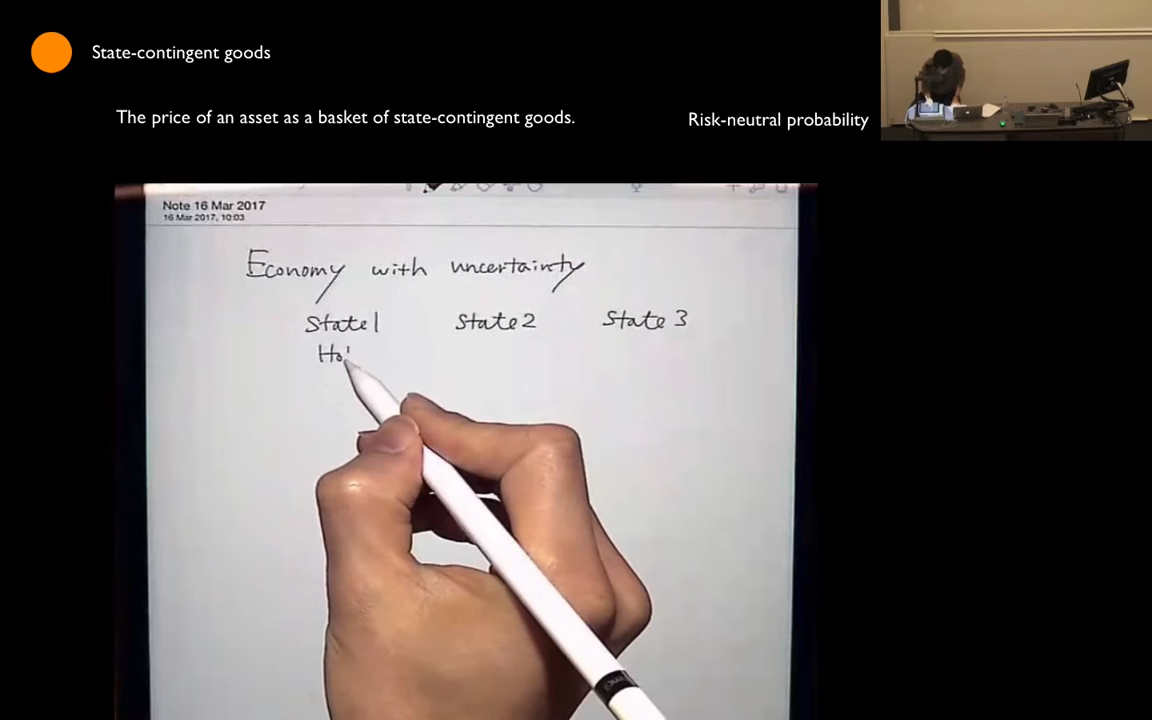 State-contingent goods
The price of an asset as a basket of state-contingent goods.
Risk-neutral probability
Note 16 Mar 2017
16 Mar 2017, 10:03
Economy with uncertainty
State 1 State 2 State 3